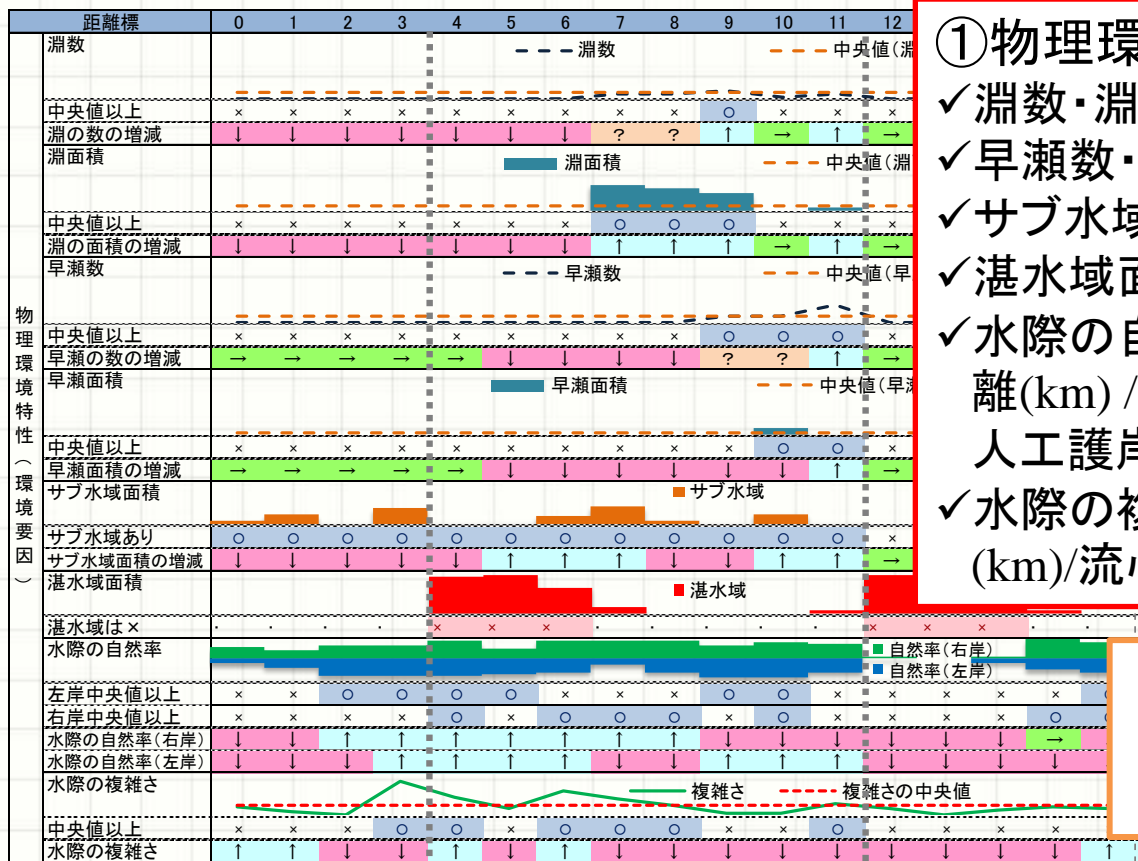 距離標 0 1 2 3 4 5 6 7 8 9 10 11 12
物理環境特性（環境要因）
淵数 淵数 中央値(淵
中央値以上 × × × × × × × × × ○ × × ×
淵の数の増減 ↓ ↓ ↓ ↓ ↓ ↓ ↓ ? ? ↑ → ↑ →
淵面積 淵面積 中央値(淵
中央値以上 × × × × × × × ○ ○ ○ × × ×
淵の面積の増減 ↓ ↓ ↓ ↓ ↓ ↓ ↓ ↑ ↑ ↑ → ↑ →
早瀬数 早瀬数 中央値(早
中央値以上 × × × × × × × × × ○ ○ ○ ×
早瀬の数の増減 → → → → → ↓ ↓ ↓ ↓ ? ? ↑ →
早瀬面積 早瀬面積 中央値(早瀬
中央値以上 × × × × × × × × × × ○ ○ ×
早瀬面積の増減 → → → → → ↓ ↓ ↓ ↓ ↓ ↓ ↑ →
サブ水域面積 サブ水域
サブ水域あり ○ ○ ○ ○ ○ ○ ○ ○ ○ ○ ○ ○ ×
サブ水域面積の増減 ↓ ↓ ↓ ↓ ↓ ↑ ↑ ↑ ↓ ↓ ↑ ↑ →
湛水域面積 湛水域
湛水域は× · · · · × × × · · · · · × × × · ·
水際の自然率 自然率(右岸)
自然率(左岸)
左岸中央値以上 × × ○ ○ ○ ○ × × × ○ ○ × × × × ×
右岸中央値以上 × × × × ○ × ○ ○ ○ × ○ × × × × ○ ○
水際の自然率(右岸) ↓ ↓ ↑ ↑ ↑ ↑ ↑ ↑ ↑ ↓ ↓ ↓ ↓ ↓ ↓ → ↓
水際の自然率(左岸) ↓ ↓ ↓ ↑ ↑ ↑ ↑ ↓ ↓ ↑ ↑ ↑ ↓ ↓ ↓ ↓
水際の複雑さ 複雑さ 複雑さの中央値
中央値以上 × × × ○ ○ × ○ ○ ○ × × ○ × × × ×
水際の複雑さ ↑ ↑ ↓ ↓ ↑ ↓ ↑ ↓ ↓ ↓ ↓ ↓ ↓ ↓ ↓ ↓ ↑
①物理環
✓淵数・淵
✓早瀬数・
✓サブ水域
✓湛水域面
✓水際の自
離(km) /
人工護岸
✓水際の複
(km)/流心